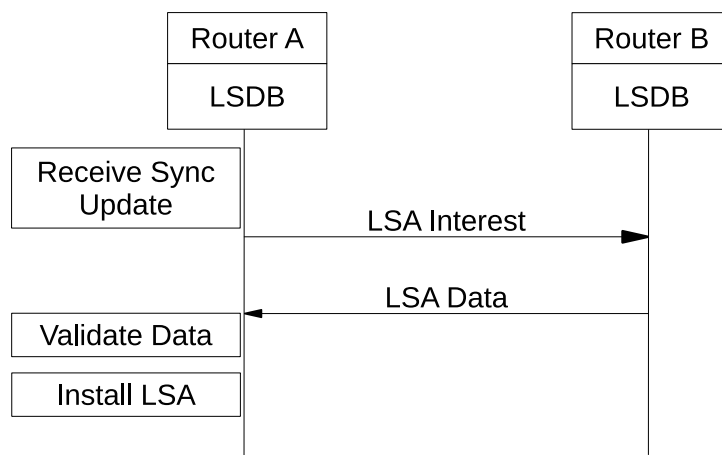 Router A
LSDB
Router B
LSDB
Receive Sync
Update
LSA Interest
LSA Data
Validate Data
Install LSA